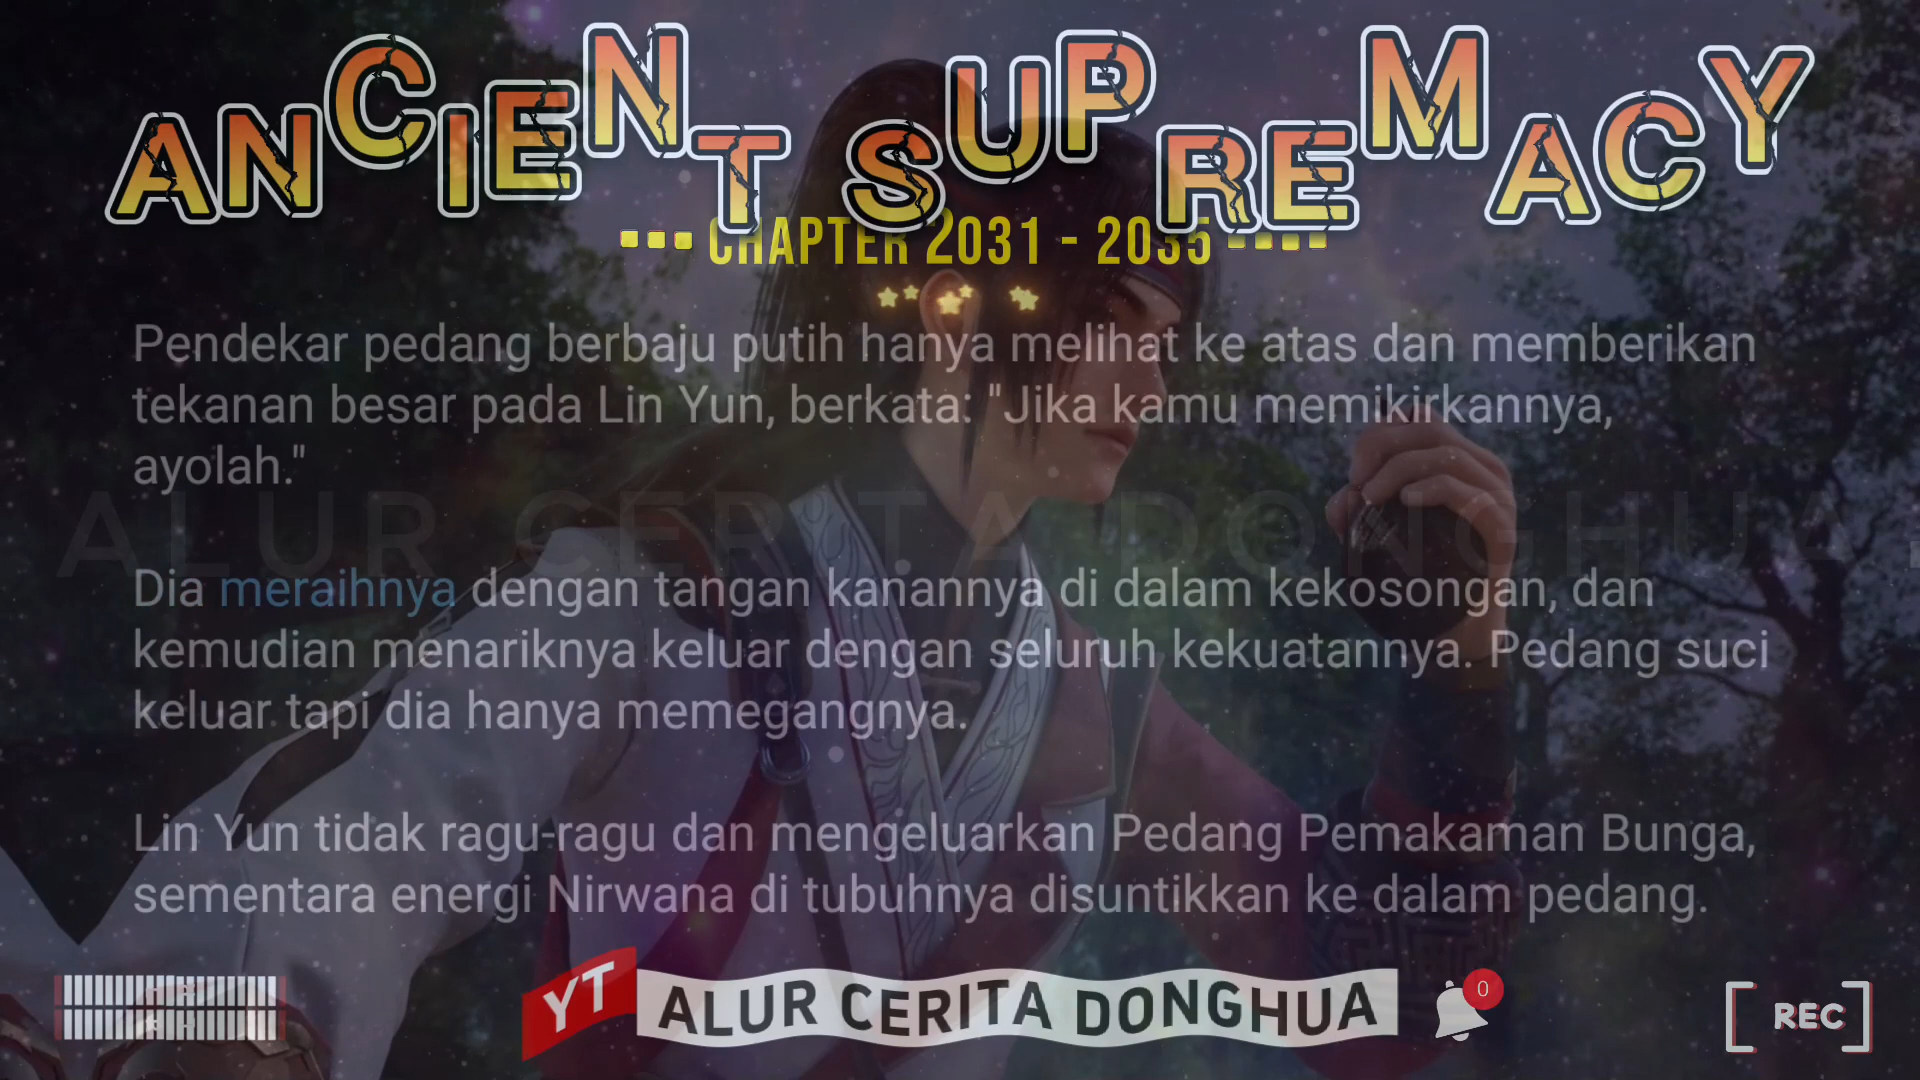 ANCIENT SUPREMACY
CHAPTER 2031 - 2035
Pendekar pedang berbaju putih hanya melihat ke atas dan memberikan
tekanan besar pada Lin Yun, berkata: "Jika kamu memikirkannya,
ayolah."
ALUR CERITA DONGHUA
Dia meraihnya dengan tangan kanannya di dalam kekosongan, dan
kemudian menariknya keluar dengan seluruh kekuatannya. Pedang suci
keluar tapi dia hanya memegangnya.
Lin Yun tidak ragu-ragu dan mengeluarkan Pedang Pemakaman Bunga,
sementara energi Nirwana di tubuhnya disuntikkan ke dalam pedang.
YT ALUR CERITA DONGHUA
0
REC